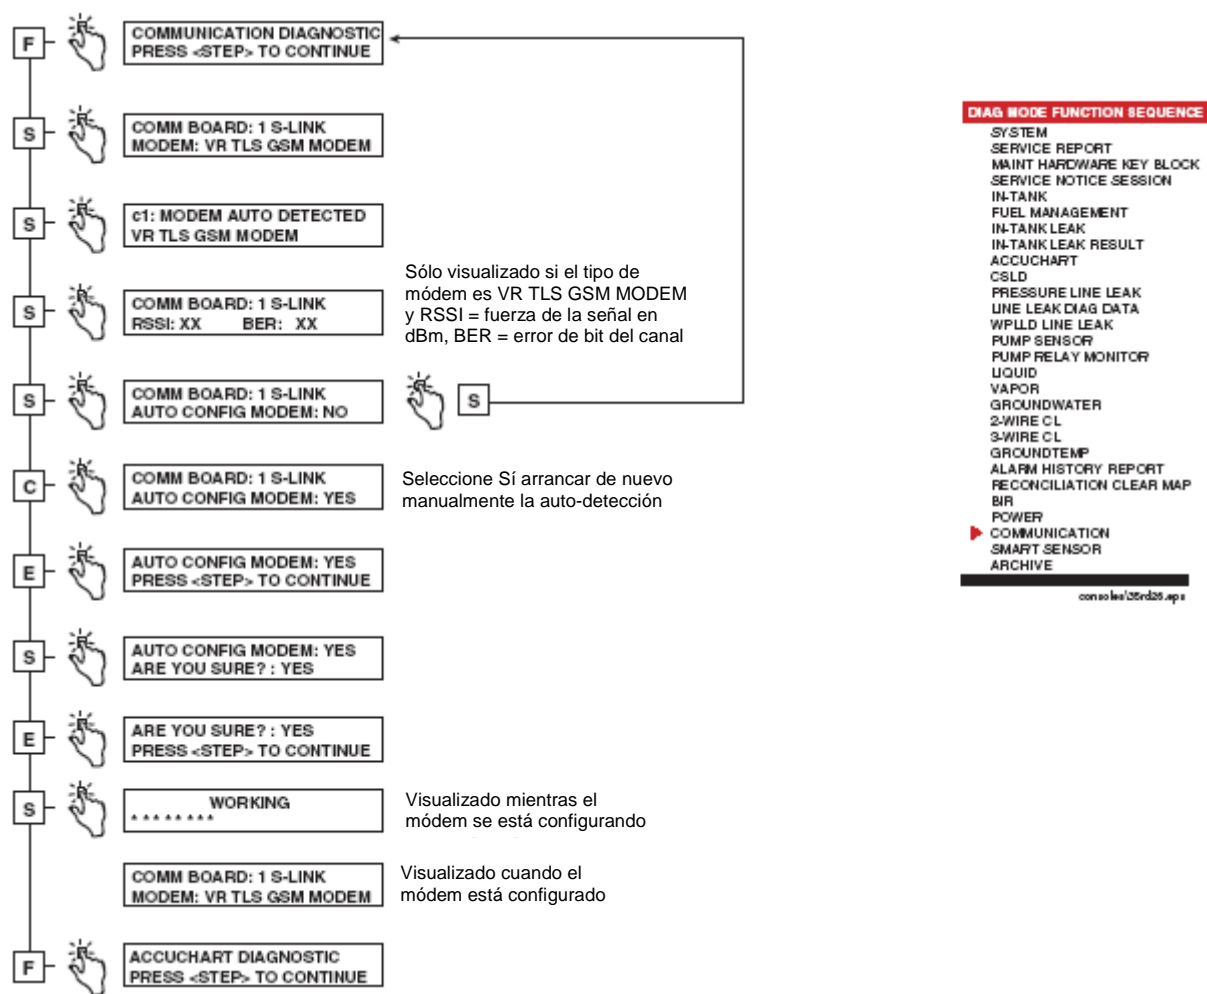 F
COMMUNICATION DIAGNOSTIC
PRESS <STEP> TO CONTINUE
S
COMM BOARD: 1 S-LINK
MODEM: VR TLS GSM MODEM
S
c1: MODEM AUTO DETECTED
VR TLS GSM MODEM
S
COMM BOARD: 1 S-LINK
RSSI: XX BER: XX
Sólo visualizado si el tipo de
módem es VR TLS GSM MODEM
y RSSI = fuerza de la señal en
dBm, BER = error de bit del canal
S
COMM BOARD: 1 S-LINK
AUTO CONFIG MODEM: NO
S
C
COMM BOARD: 1 S-LINK
AUTO CONFIG MODEM: YES
Seleccione Sí arrancar de nuevo
manualmente la auto-detección
E
AUTO CONFIG MODEM: YES
PRESS <STEP> TO CONTINUE
S
AUTO CONFIG MODEM: YES
ARE YOU SURE? : YES
E
ARE YOU SURE? : YES
PRESS <STEP> TO CONTINUE
S
WORKING
* * * * * * * *
Visualizado mientras el
módem se está configurando
COMM BOARD: 1 S-LINK
MODEM: VR TLS GSM MODEM
Visualizado cuando el
módem está configurado
F
ACCUCHART DIAGNOSTIC
PRESS <STEP> TO CONTINUE
DIAG MODE FUNCTION SEQUENCE
SYSTEM
SERVICE REPORT
MAINT HARDWARE KEY BLOCK
SERVICE NOTICE SESSION
IN-TANK
FUEL MANAGEMENT
IN-TANK LEAK
IN-TANK LEAK RESULT
ACCUCHART
CSLD
PRESSURE LINE LEAK
LINE LEAK DIAG DATA
WPLLD LINE LEAK
PUMP SENSOR
PUMP RELAY MONITOR
LIQUID
VAPOR
GROUNDWATER
2-WIRE CL
3-WIRE CL
GROUNDTEMP
ALARM HISTORY REPORT
RECONCILIATION CLEAR MAP
BIR
POWER
COMMUNICATION
SMART SENSOR
ARCHIVE